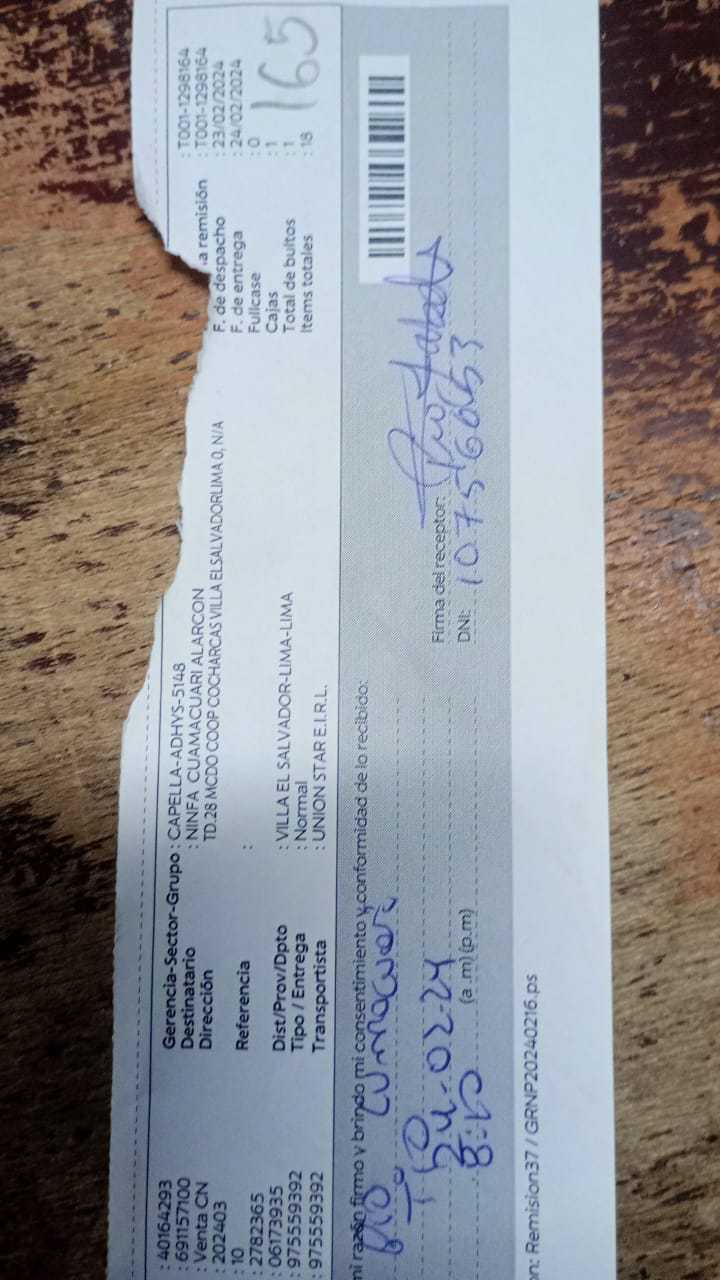 : 40164293
: 691157100
: Venta CN
: 202403
: 10
: 2782365
: 06173935
: 975559392
: 975559392
Gerencia-Sector-Grupo : CAPELLA-ADHYS-5148
Destinatario : NINFA CUAMACUARI ALARCON
Dirección TD.28 MCDO COOP COCHARCAS VILLA ELSALVADORLIMA 0, N/A
Referencia :
Dist/Prov/Dpto : VILLA EL SALVADOR-LIMA-LIMA
Tipo / Entrega : Normal
Transportista : UNION STAR E.I.R.L.
: T001-1298164
a remisión : T001-1298164
F. de despacho : 23/02/2024
F. de entrega : 24/02/2024
Fullcase : 0
Cajas : 1
Total de bultos : 1
Items totales : 18
165
mi razón firmo y brindo mi consentimiento y conformidad de lo recibido:
24-02-24
(a .m) (p.m)
Firma del receptor:
DNI: 10756053
n: Remision37 / GRNP20240216.ps